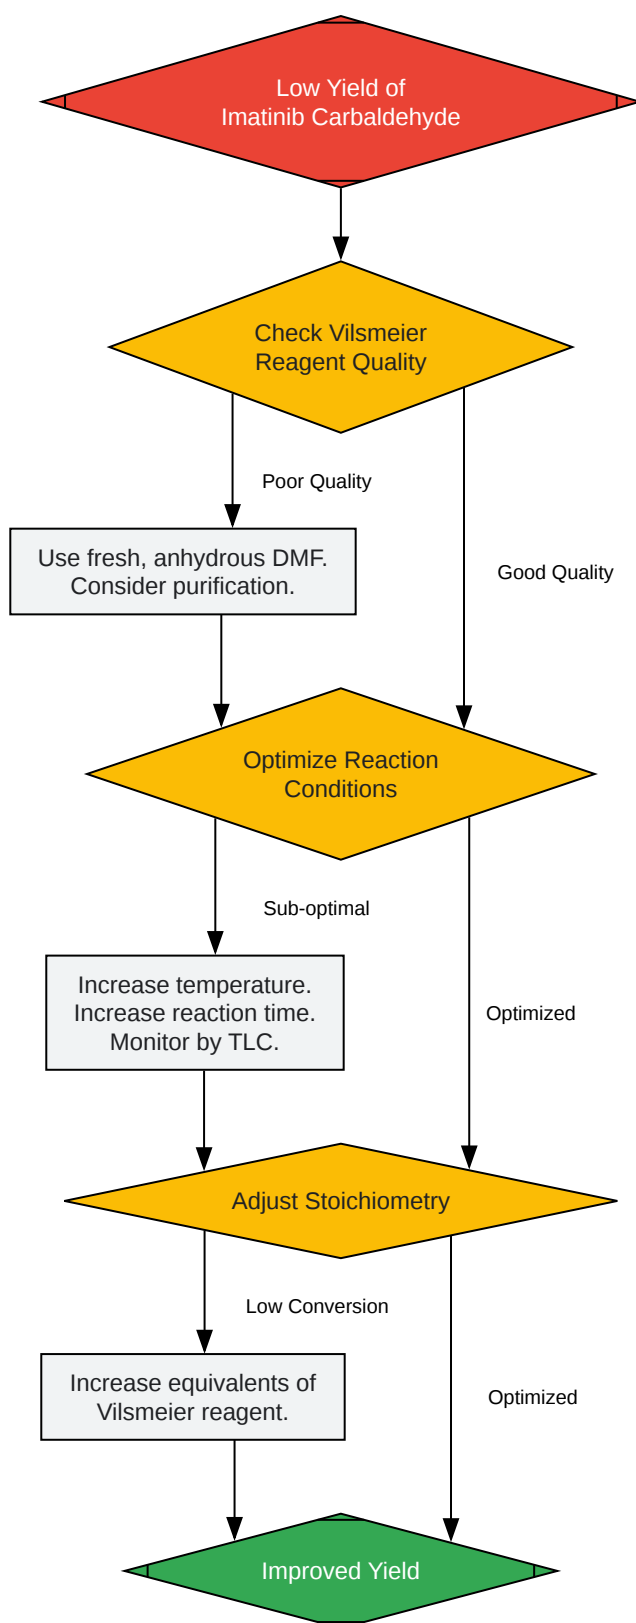 Low Yield of
Imatinib Carbaldehyde
Check Vilsmeier
Reagent Quality
Poor Quality
Use fresh, anhydrous DMF.
Consider purification.
Good Quality
Optimize Reaction
Conditions
Sub-optimal
Increase temperature.
Increase reaction time.
Monitor by TLC.
Optimized
Adjust Stoichiometry
Low Conversion
Increase equivalents of
Vilsmeier reagent.
Optimized
Improved Yield